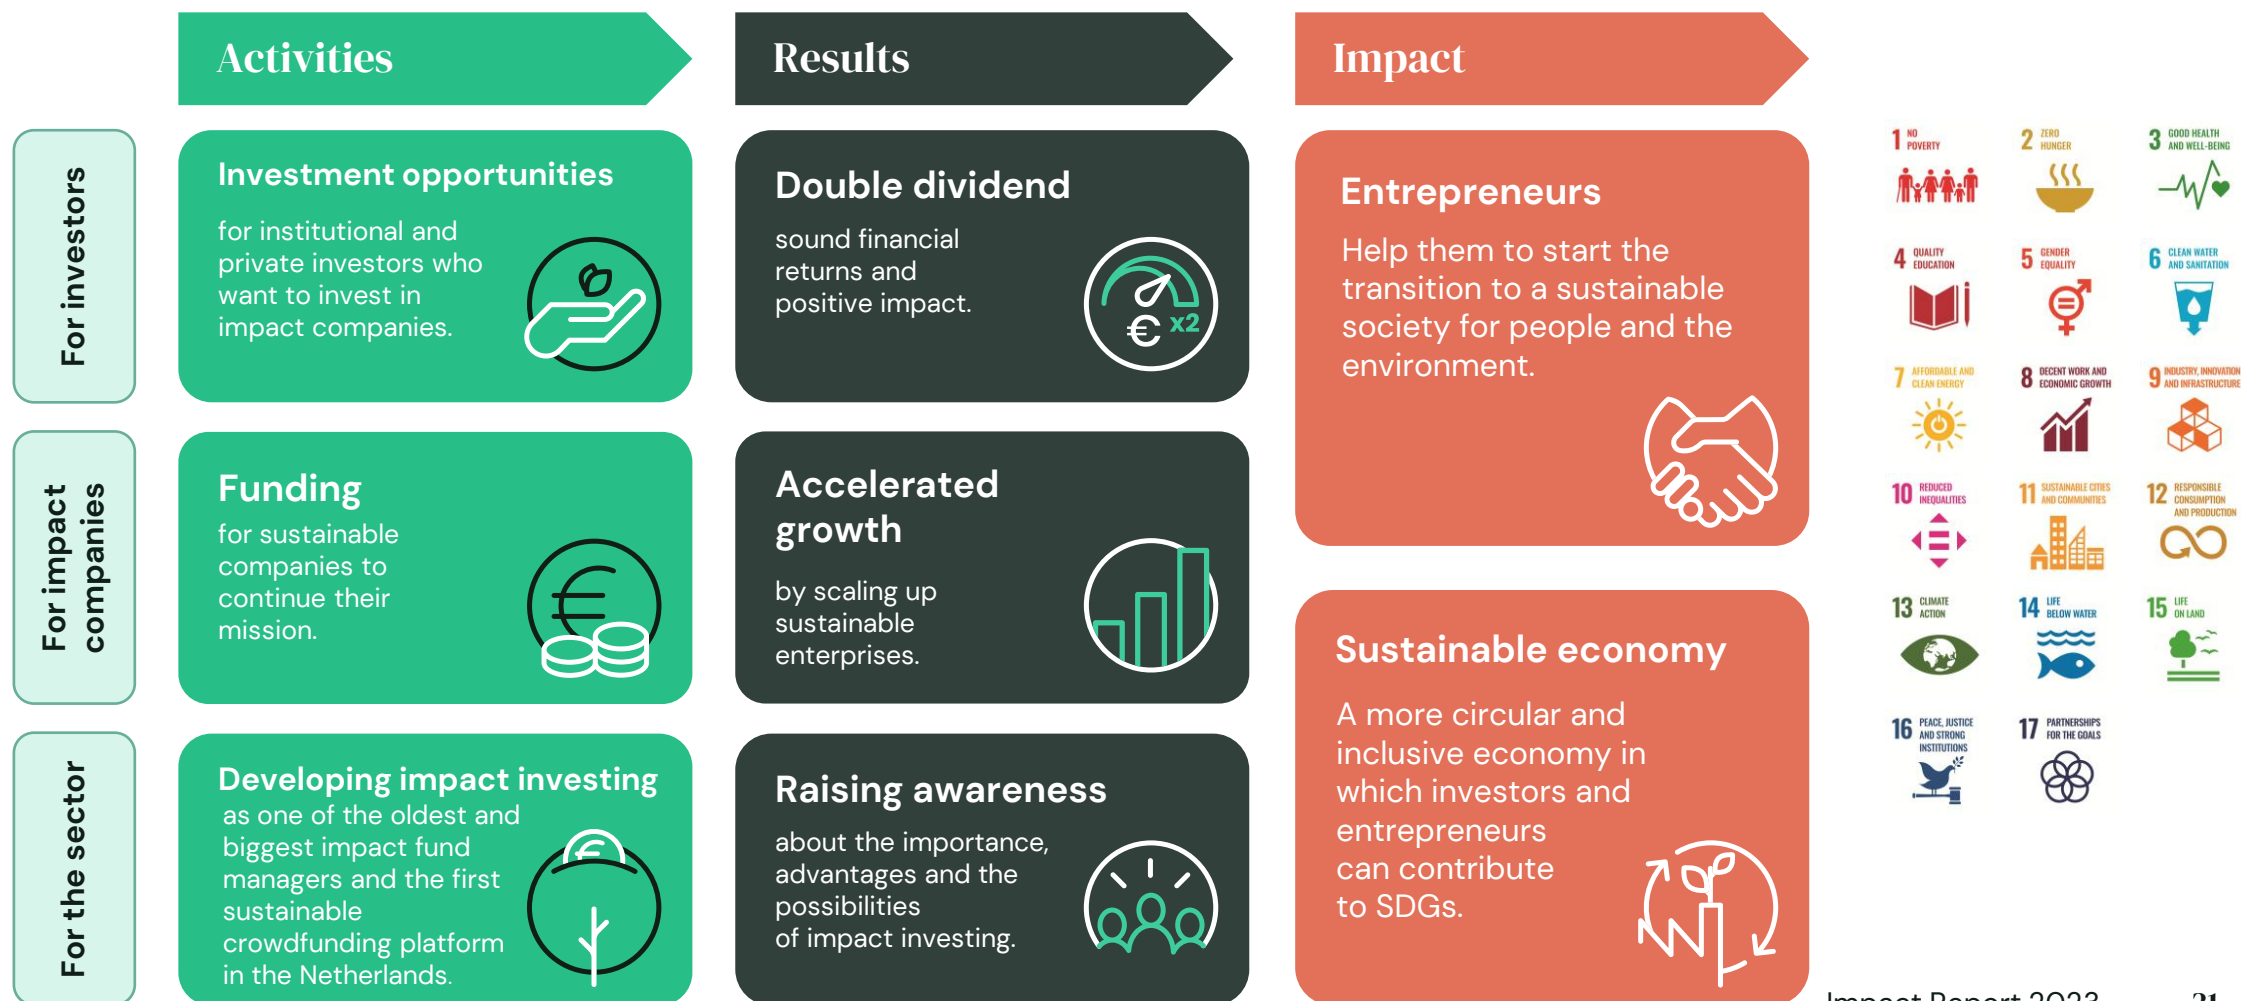 Activities
Results
Impact
For investors
Investment opportunities
for institutional and
private investors who
want to invest in
impact companies.
Double dividend
sound financial
returns and
positive impact.
€ x2
Entrepreneurs
Help them to start the
transition to a sustainable
society for people and the
environment.
For impact
companies
Funding
for sustainable
companies to
continue their
mission.
€
Accelerated
growth
by scaling up
sustainable
enterprises.
For the sector
Developing impact investing
as one of the oldest and
biggest impact fund
managers and the first
sustainable
crowdfunding platform
in the Netherlands.
€
Raising awareness
about the importance,
advantages and the
possibilities
of impact investing.
Sustainable economy
A more circular and
inclusive economy in
which investors and
entrepreneurs
can contribute
to SDGs.
1 NO
POVERTY
2 ZERO
HUNGER
3 GOOD HEALTH
AND WELL-BEING
4 QUALITY
EDUCATION
5 GENDER
EQUALITY
6 CLEAN WATER
AND SANITATION
7 AFFORDABLE AND
CLEAN ENERGY
8 DECENT WORK AND
ECONOMIC GROWTH
9 INDUSTRY, INNOVATION
AND INFRASTRUCTURE
10 REDUCED
INEQUALITIES
11 SUSTAINABLE CITIES
AND COMMUNITIES
12 RESPONSIBLE
CONSUMPTION
AND PRODUCTION
13 CLIMATE
ACTION
14 LIFE
BELOW WATER
15 LIFE
ON LAND
16 PEACE, JUSTICE
AND STRONG
INSTITUTIONS
17 PARTNERSHIPS
FOR THE GOALS
Impact Report 2023